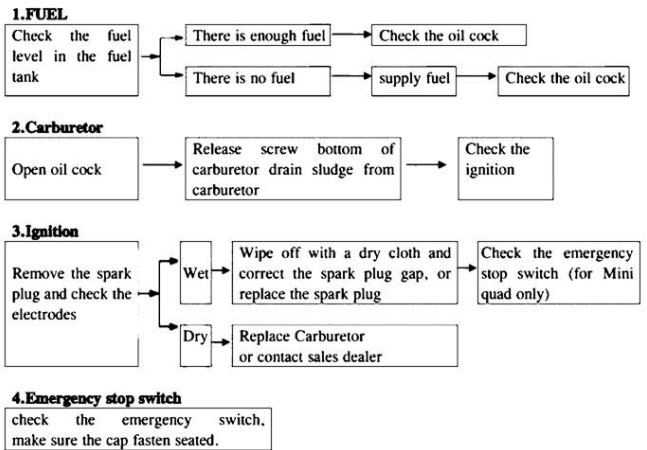 1.FUEL
Check the fuel
level in the fuel
tank
There is enough fuel
Check the oil cock
There is no fuel
supply fuel
Check the oil cock
2.Carburetor
Open oil cock
Release screw bottom of
carburetor drain sludge from
carburetor
Check the
ignition
3.Ignition
Remove the spark
plug and check the
electrodes
Wet
Wipe off with a dry cloth and
correct the spark plug gap, or
replace the spark plug
Check the emergency
stop switch (for Mini
quad only)
Dry
Replace Carburetor
or contact sales dealer
4.Emergency stop switch
check the emergency switch,
make sure the cap fasten seated.